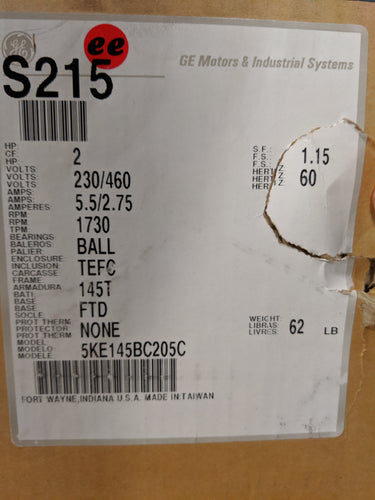 GE
ee
GE Motors & Industrial Systems
S215
HP: CF HP: 2 S.F.: F.S.: F.S.: 1.15
VOLTS VOLTS VOLTS 230/460 HERTZ: HERTZ: HERTZ: 60
AMPS: AMPS: AMPERES 5.5/2.75
RPM RPM TPM 1730
BEARINGS BALEROS: PALIER: BALL
ENCLOSURE: INCLUSION: CARCASSE TEFC
FRAME: ARMADURA BATI: 145T
BASE BASE: SOCLE FTD
PROT THERM PROTECTOR PROT THERM NONE WEIGHT: LIBRAS: LIVRES: 62 LB
MODEL: MODELO MODELE 5KE145BC205C
FORT WAYNE,INDIANA U.S.A. MADE IN:TAIWAN